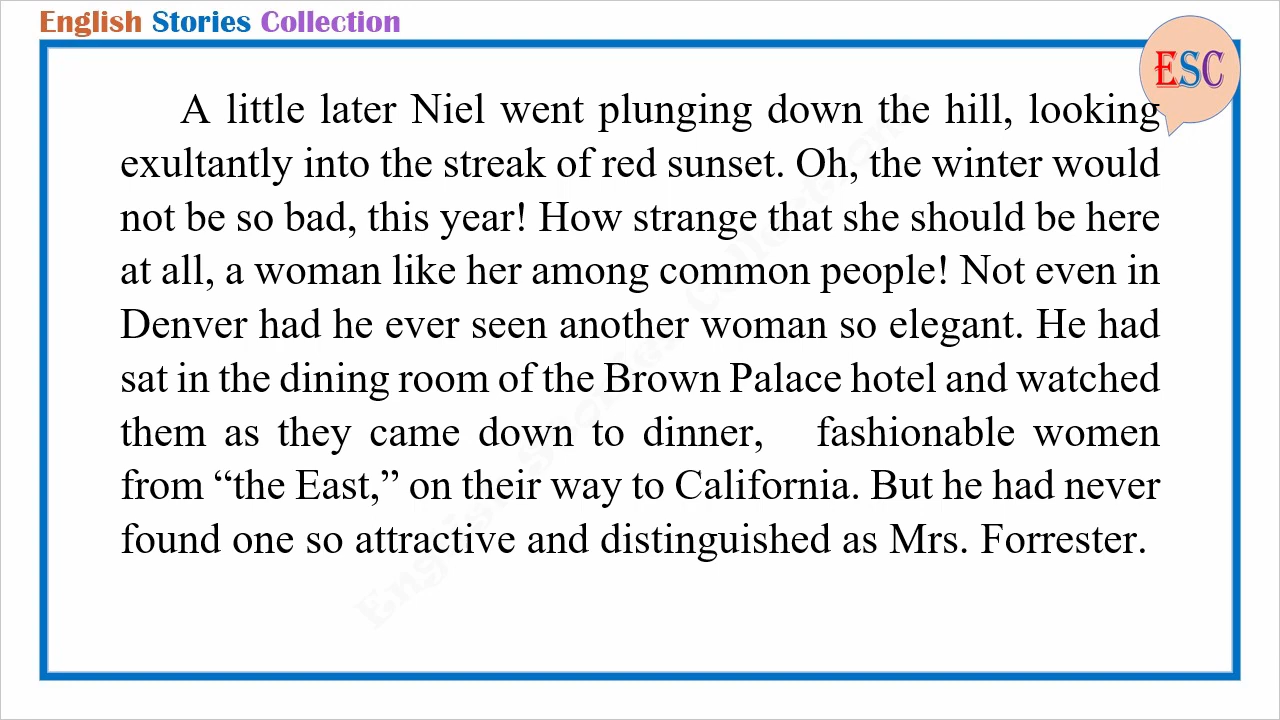 English Stories Collection
ESC
A little later Niel went plunging down the hill, looking
exultantly into the streak of red sunset. Oh, the winter would
not be so bad, this year! How strange that she should be here
at all, a woman like her among common people! Not even in
Denver had he ever seen another woman so elegant. He had
sat in the dining room of the Brown Palace hotel and watched
them as they came down to dinner, fashionable women
from “the East,” on their way to California. But he had never
found one so attractive and distinguished as Mrs. Forrester.
English Stories Collection